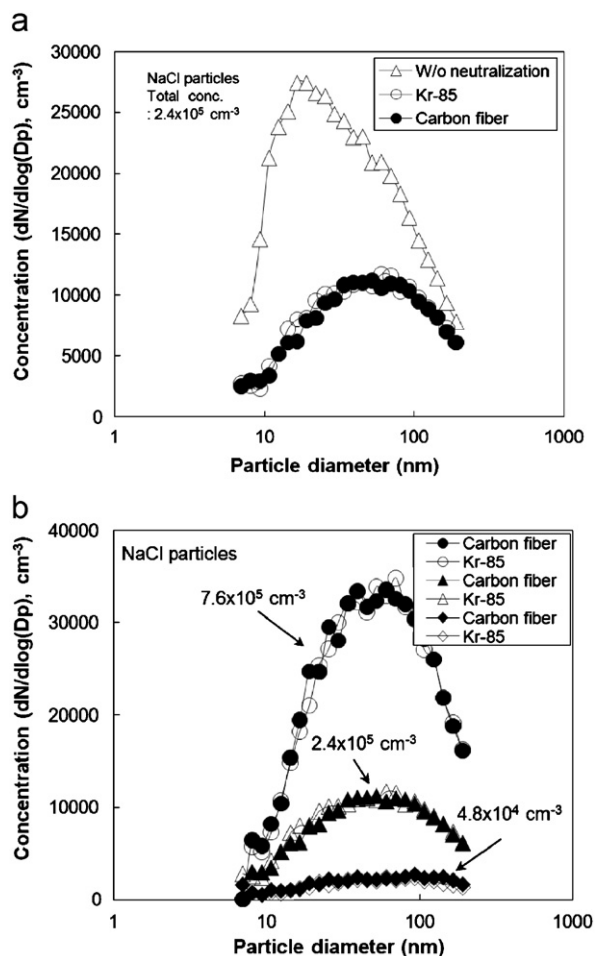 a
30000
25000
20000
15000
10000
5000
0
Concentration (dN/dlog(Dp), cm-3)
NaCl particles
Total conc.
: 2.4x10⁵ cm-3
W/o neutralization
Kr-85
Carbon fiber
1 10 100 1000
Particle diameter (nm)
b
40000
30000
20000
10000
0
Concentration (dN/dlog(Dp), cm-3)
NaCl particles
Carbon fiber
Kr-85
Carbon fiber
Kr-85
Carbon fiber
Kr-85
7.6x10⁵ cm⁻³
2.4x10⁵ cm⁻³
4.8x10⁴ cm⁻³
1 10 100 1000
Particle diameter (nm)